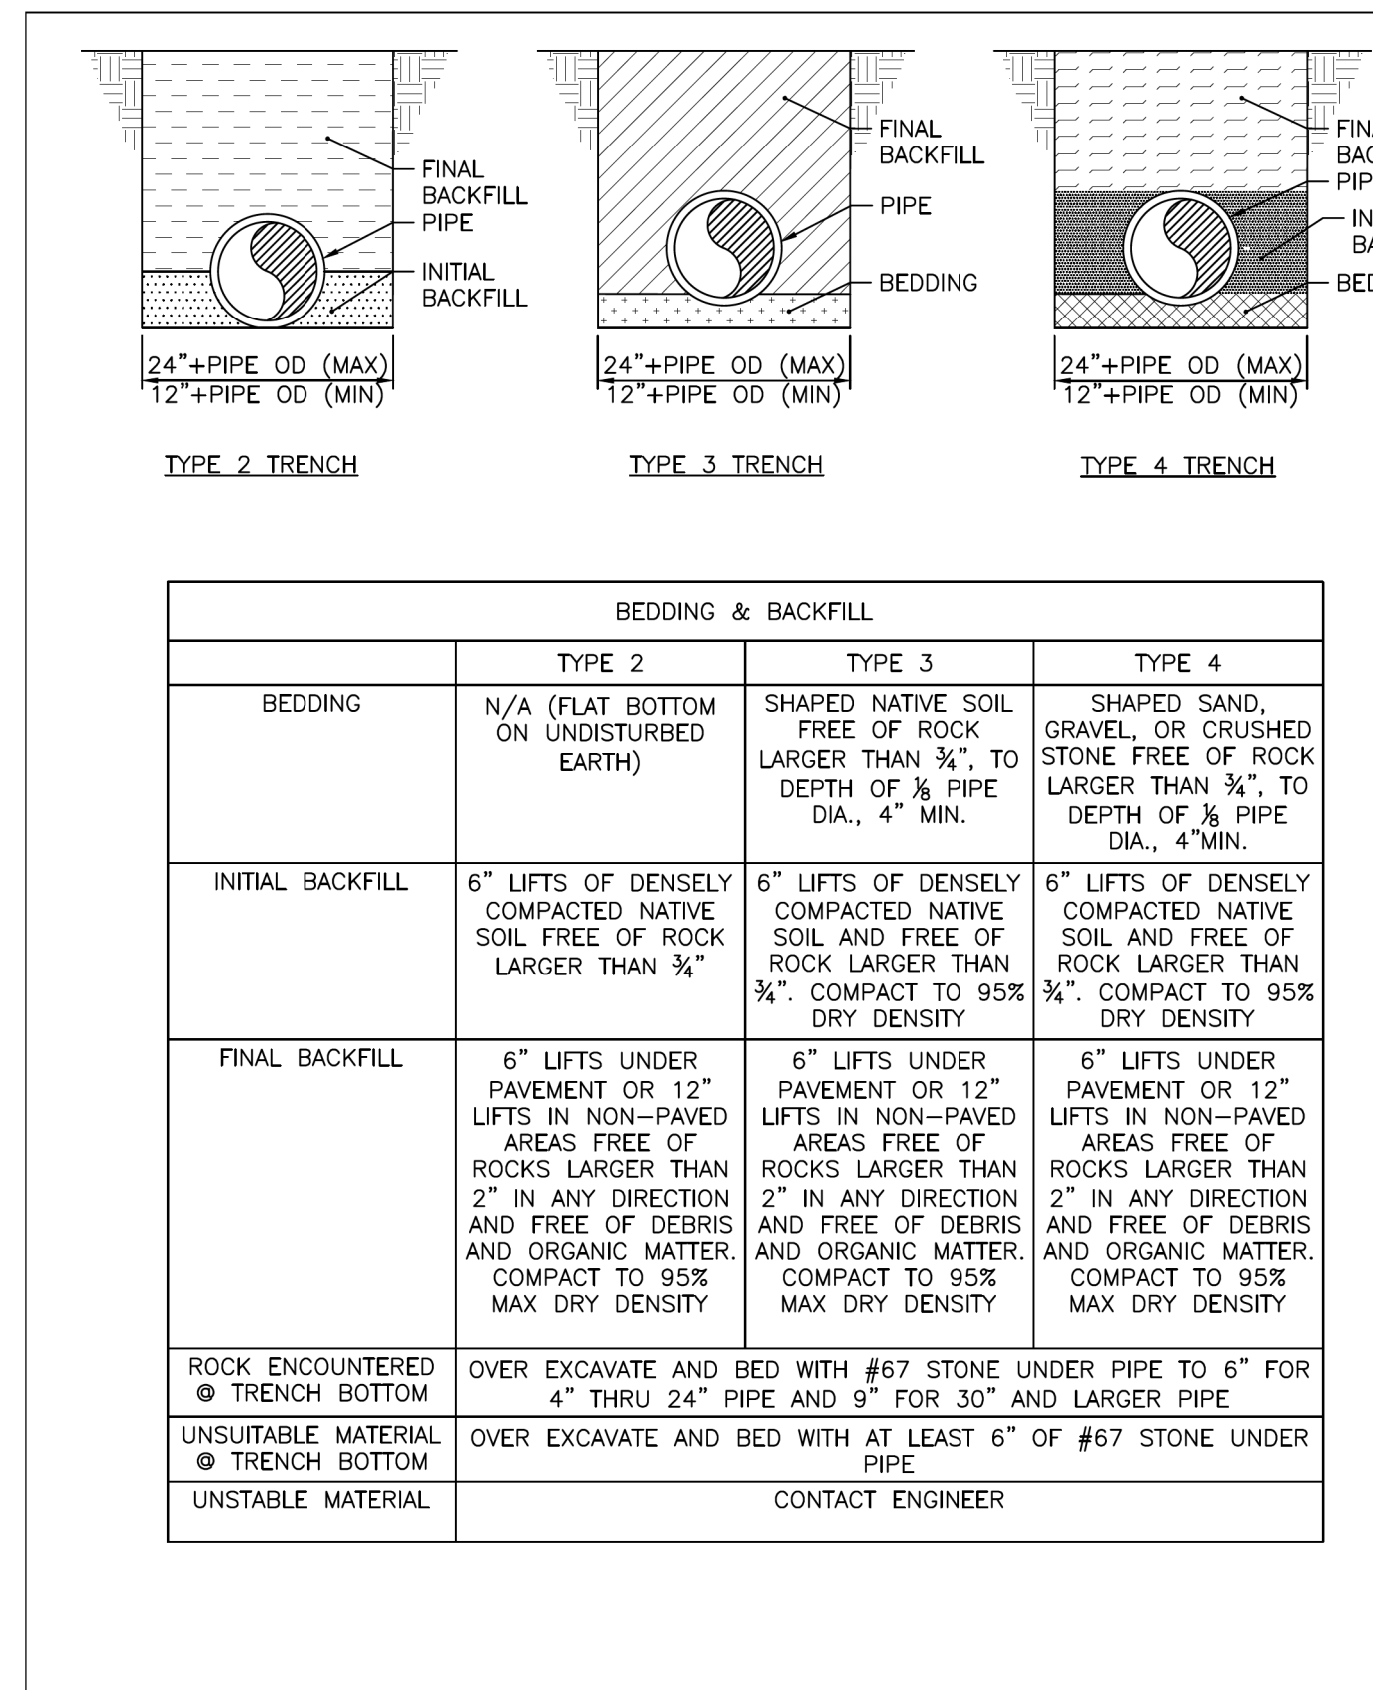 FINAL
BACKFILL
PIPE
INITIAL
BACKFILL
24”+PIPE OD (MAX)
12”+PIPE OD (MIN)
TYPE 2 TRENCH
FINAL
BACKFILL
PIPE
BEDDING
24”+PIPE OD (MAX)
12”+PIPE OD (MIN)
TYPE 3 TRENCH
24”+PIPE OD (MAX)
12”+PIPE OD (MIN)
TYPE 4 TRENCH
BEDDING & BACKFILL
TYPE 2
TYPE 3
TYPE 4
BEDDING
N/A (FLAT BOTTOM
ON UNDISTURBED
EARTH)
SHAPED NATIVE SOIL
FREE OF ROCK
LARGER THAN ¾”, TO
DEPTH OF ⅛ PIPE
DIA., 4” MIN.
SHAPED SAND,
GRAVEL, OR CRUSHED
STONE FREE OF ROCK
LARGER THAN ¾”, TO
DEPTH OF ⅛ PIPE
DIA., 4”MIN.
INITIAL BACKFILL
6” LIFTS OF DENSELY
COMPACTED NATIVE
SOIL FREE OF ROCK
LARGER THAN ¾”
6” LIFTS OF DENSELY
COMPACTED NATIVE
SOIL AND FREE OF
ROCK LARGER THAN
¾”. COMPACT TO 95%
DRY DENSITY
6” LIFTS OF DENSELY
COMPACTED NATIVE
SOIL AND FREE OF
ROCK LARGER THAN
¾”. COMPACT TO 95%
DRY DENSITY
FINAL BACKFILL
6” LIFTS UNDER
PAVEMENT OR 12”
LIFTS IN NON–PAVED
AREAS FREE OF
ROCKS LARGER THAN
2” IN ANY DIRECTION
AND FREE OF DEBRIS
AND ORGANIC MATTER.
COMPACT TO 95%
MAX DRY DENSITY
6” LIFTS UNDER
PAVEMENT OR 12”
LIFTS IN NON–PAVED
AREAS FREE OF
ROCKS LARGER THAN
2” IN ANY DIRECTION
AND FREE OF DEBRIS
AND ORGANIC MATTER.
COMPACT TO 95%
MAX DRY DENSITY
6” LIFTS UNDER
PAVEMENT OR 12”
LIFTS IN NON–PAVED
AREAS FREE OF
ROCKS LARGER THAN
2” IN ANY DIRECTION
AND FREE OF DEBRIS
AND ORGANIC MATTER.
COMPACT TO 95%
MAX DRY DENSITY
ROCK ENCOUNTERED
@ TRENCH BOTTOM
OVER EXCAVATE AND BED WITH #67 STONE UNDER PIPE TO 6” FOR
4” THRU 24” PIPE AND 9” FOR 30” AND LARGER PIPE
UNSUITABLE MATERIAL
@ TRENCH BOTTOM
OVER EXCAVATE AND BED WITH AT LEAST 6” OF #67 STONE UNDER
PIPE
UNSTABLE MATERIAL
CONTACT ENGINEER